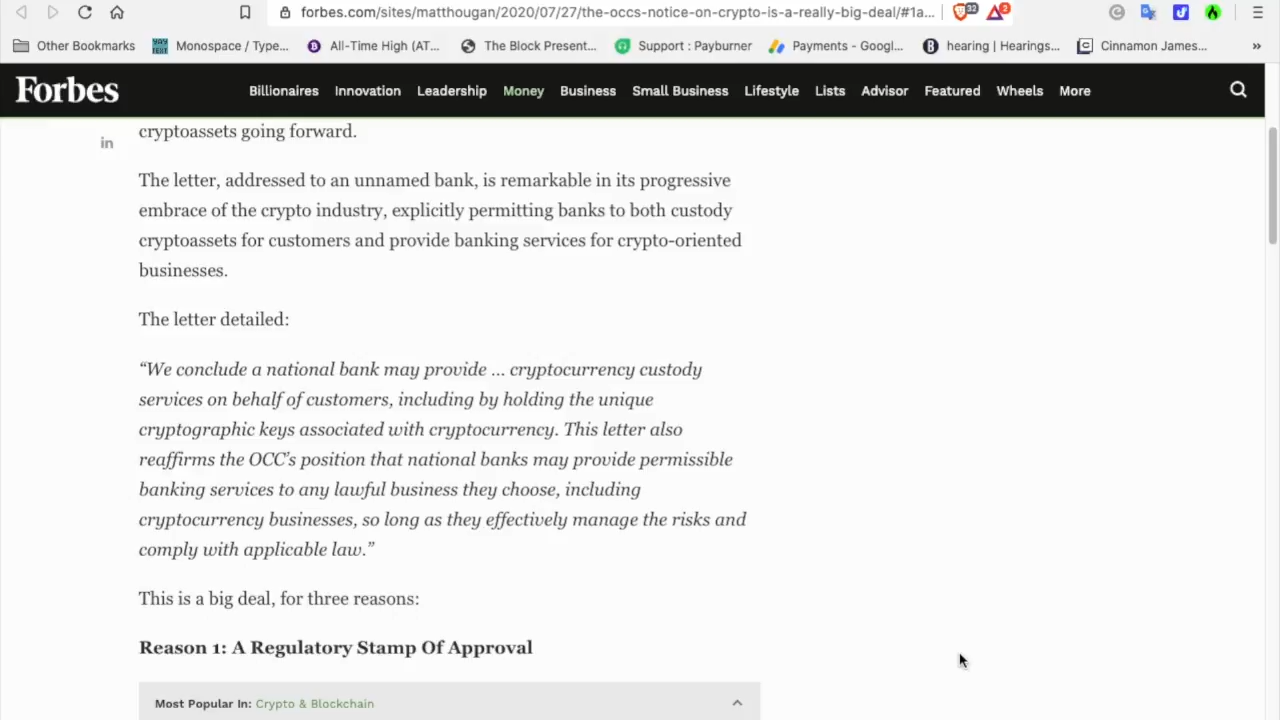 forbes.com/sites/matthougan/2020/07/27/the-occs-notice-on-crypto-is-a-really-big-deal/#1a...
32
3
Other Bookmarks
YAY TEXT
Monospace / Type...
All-Time High (AT...
The Block Present...
Support : Payburner
Payments - Googl...
hearing | Hearings...
Cinnamon James...
»
Forbes
Billionaires
Innovation
Leadership
Money
Business
Small Business
Lifestyle
Lists
Advisor
Featured
Wheels
More
in
cryptoassets going forward.
The letter, addressed to an unnamed bank, is remarkable in its progressive
embrace of the crypto industry, explicitly permitting banks to both custody
cryptoassets for customers and provide banking services for crypto-oriented
businesses.
The letter detailed:
“We conclude a national bank may provide ... cryptocurrency custody
services on behalf of customers, including by holding the unique
cryptographic keys associated with cryptocurrency. This letter also
reaffirms the OCC’s position that national banks may provide permissible
banking services to any lawful business they choose, including
cryptocurrency businesses, so long as they effectively manage the risks and
comply with applicable law.”
This is a big deal, for three reasons:
Reason 1: A Regulatory Stamp Of Approval
Most Popular In: Crypto & Blockchain